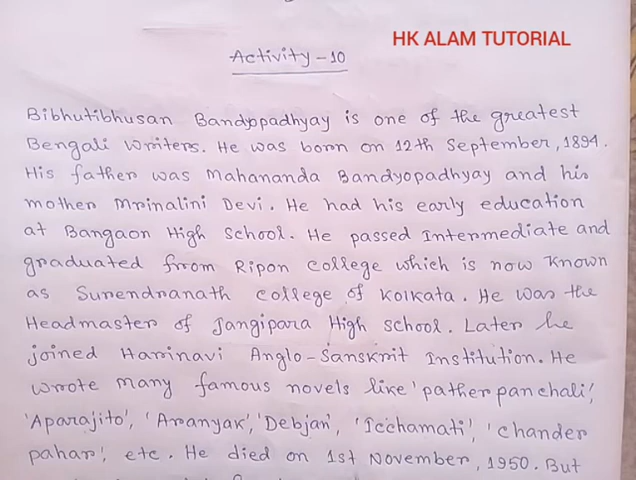 HK ALAM TUTORIAL
Activity - 10
Bibhutibhusan Bandyopadhyay is one of the greatest
Bengali writers. He was born on 12th September, 1894.
His father was Mahananda Bandyopadhyay and his
mother Mrinalini Devi. He had his early education
at Bangaon High School. He passed Intermediate and
graduated from Ripon College which is now known
as Surendranath college of Kolkata. He was the
Headmaster of Jangipara High school. Later he
joined Harinavi Anglo-Sanskrit Institution. He
wrote many famous novels like 'pather panchali',
'Aparajito', 'Aranyak', 'Debjan', 'Icchamati', 'chander
pahar', etc. He died on 1st November, 1950. But